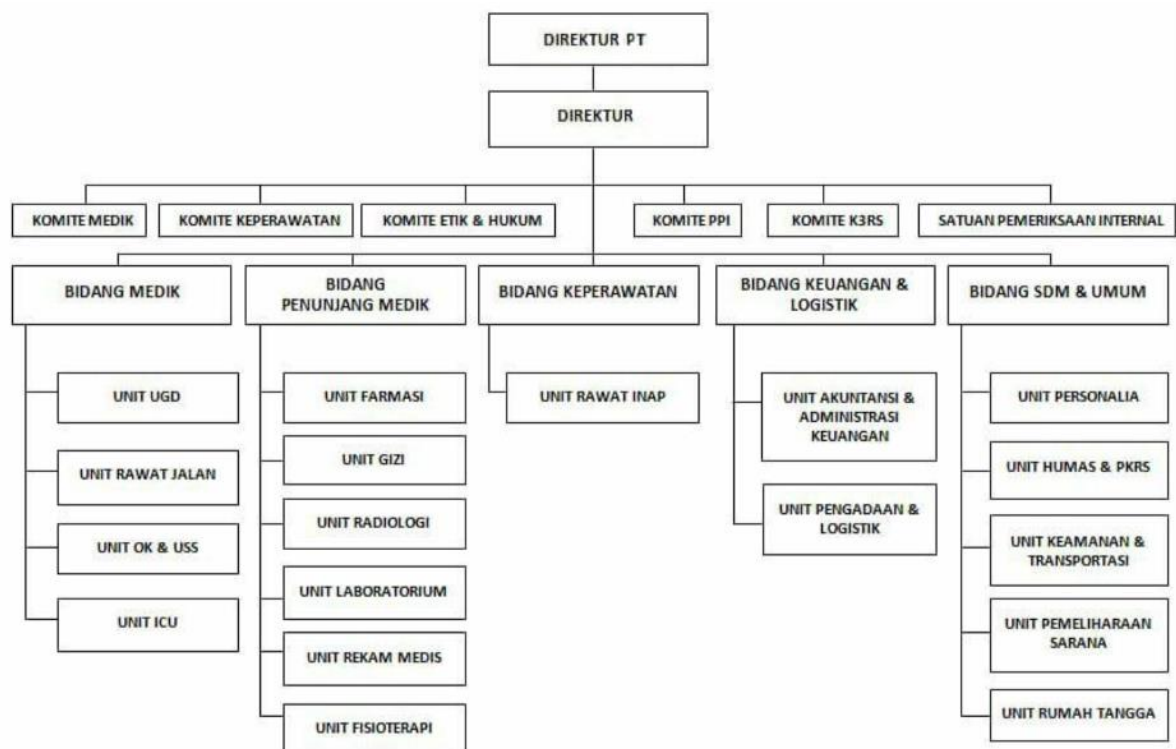 DIREKTUR PT
DIREKTUR
KOMITE MEDIK
KOMITE KEPERAWATAN
KOMITE ETIK & HUKUM
KOMITE PPI
KOMITE K3RS
SATUAN PEMERIKSAAN INTERNAL
BIDANG MEDIK
BIDANG
PENUNJANG MEDIK
BIDANG KEPERAWATAN
BIDANG KEUANGAN &
LOGISTIK
BIDANG SDM & UMUM
UNIT UGD
UNIT RAWAT JALAN
UNIT OK & USS
UNIT ICU
UNIT FARMASI
UNIT GIZI
UNIT RADIOLOGI
UNIT LABORATORIUM
UNIT REKAM MEDIS
UNIT FISIOTERAPI
UNIT RAWAT INAP
UNIT AKUNTANSI &
ADMINISTRASI
KEUANGAN
UNIT PENGADAAN &
LOGISTIK
UNIT PERSONALIA
UNIT HUMAS & PKRS
UNIT KEAMANAN &
TRANSPORTASI
UNIT PEMELIHARAAN
SARANA
UNIT RUMAH TANGGA